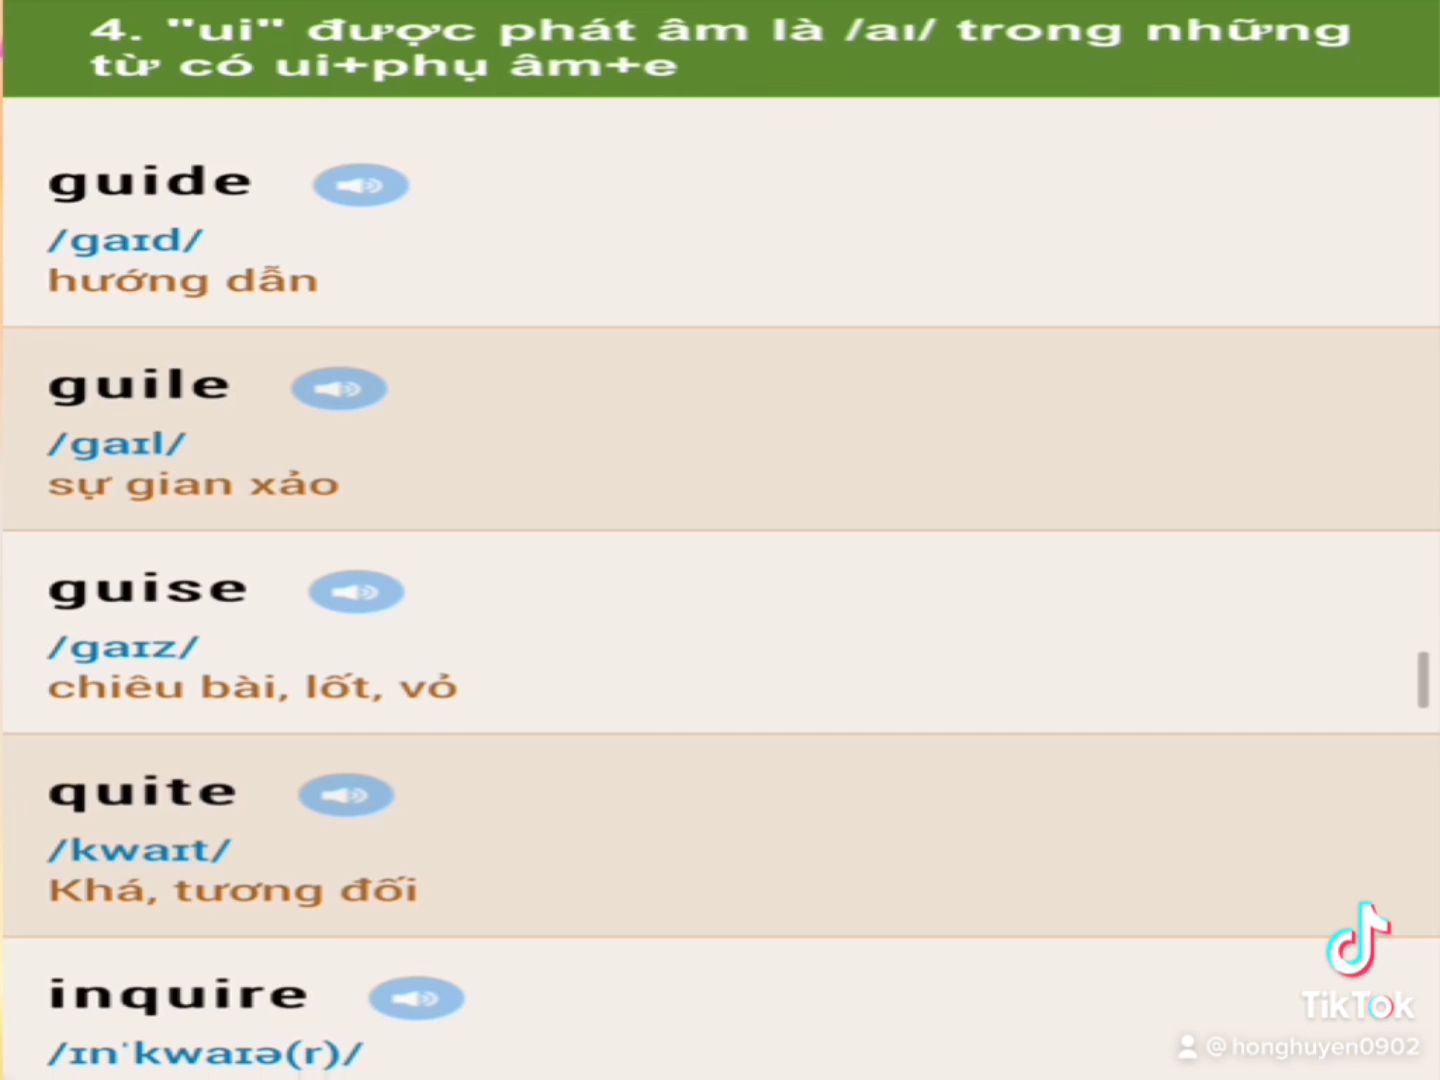 4. "ui" được phát âm là /aɪ/ trong những
từ có ui+phụ âm+e
guide
/gaɪd/
hướng dẫn
guile
/gaɪl/
sự gian xảo
guise
/gaɪz/
chiêu bài, lốt, vỏ
quite
/kwaɪt/
Khá, tương đối
inquire
/ɪnˈkwaɪə(r)/
TikTok
@honghuyen0902